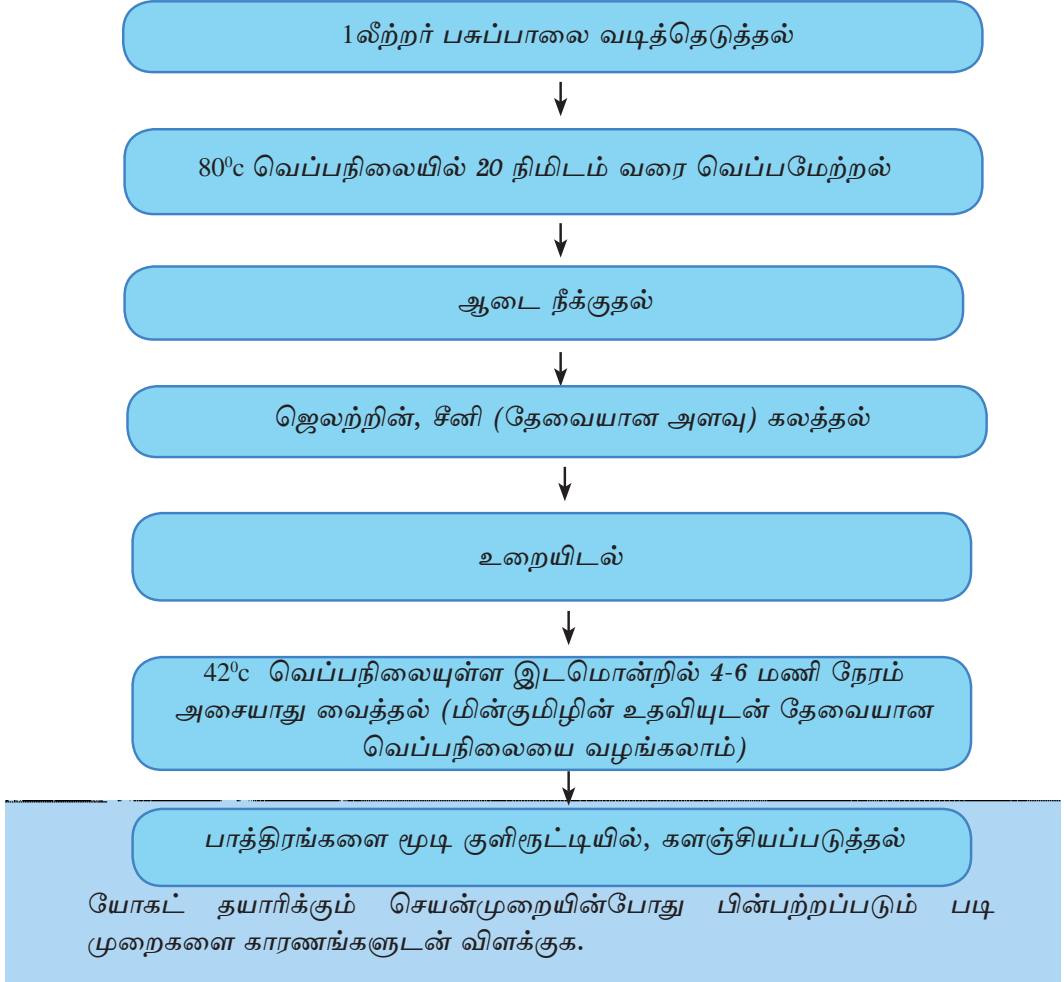 1லீற்றர் பசுப்பாலை வடித்தெடுத்தல்
80⁰c வெப்பநிலையில் 20 நிமிடம் வரை வெப்பமேற்றல்
ஆடை நீக்குதல்
ஜெலற்றின், சீனி (தேவையான அளவு) கலத்தல்
உறையிடல்
42⁰c வெப்பநிலையுள்ள இடமொன்றில் 4-6 மணி நேரம்
அசையாது வைத்தல் (மின்குமிழின் உதவியுடன் தேவையான
வெப்பநிலையை வழங்கலாம்)
பாத்திரங்களை மூடி குளிரூட்டியில், களஞ்சியப்படுத்தல்
யோகட் தயாரிக்கும் செயன்முறையின்போது பின்பற்றப்படும் படி
முறைகளை காரணங்களுடன் விளக்குக.